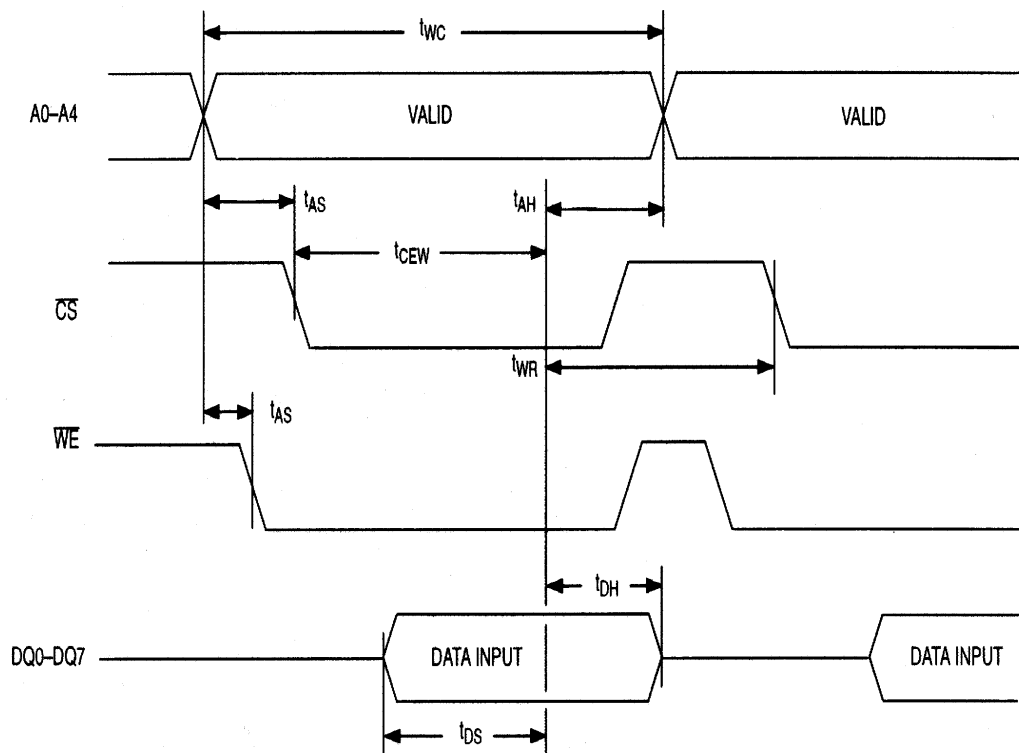 tWC
A0–A4
VALID
VALID
tAS
tAH
tCEW
CS
tWR
tAS
WE
tDH
DQ0–DQ7
DATA INPUT
DATA INPUT
tDS